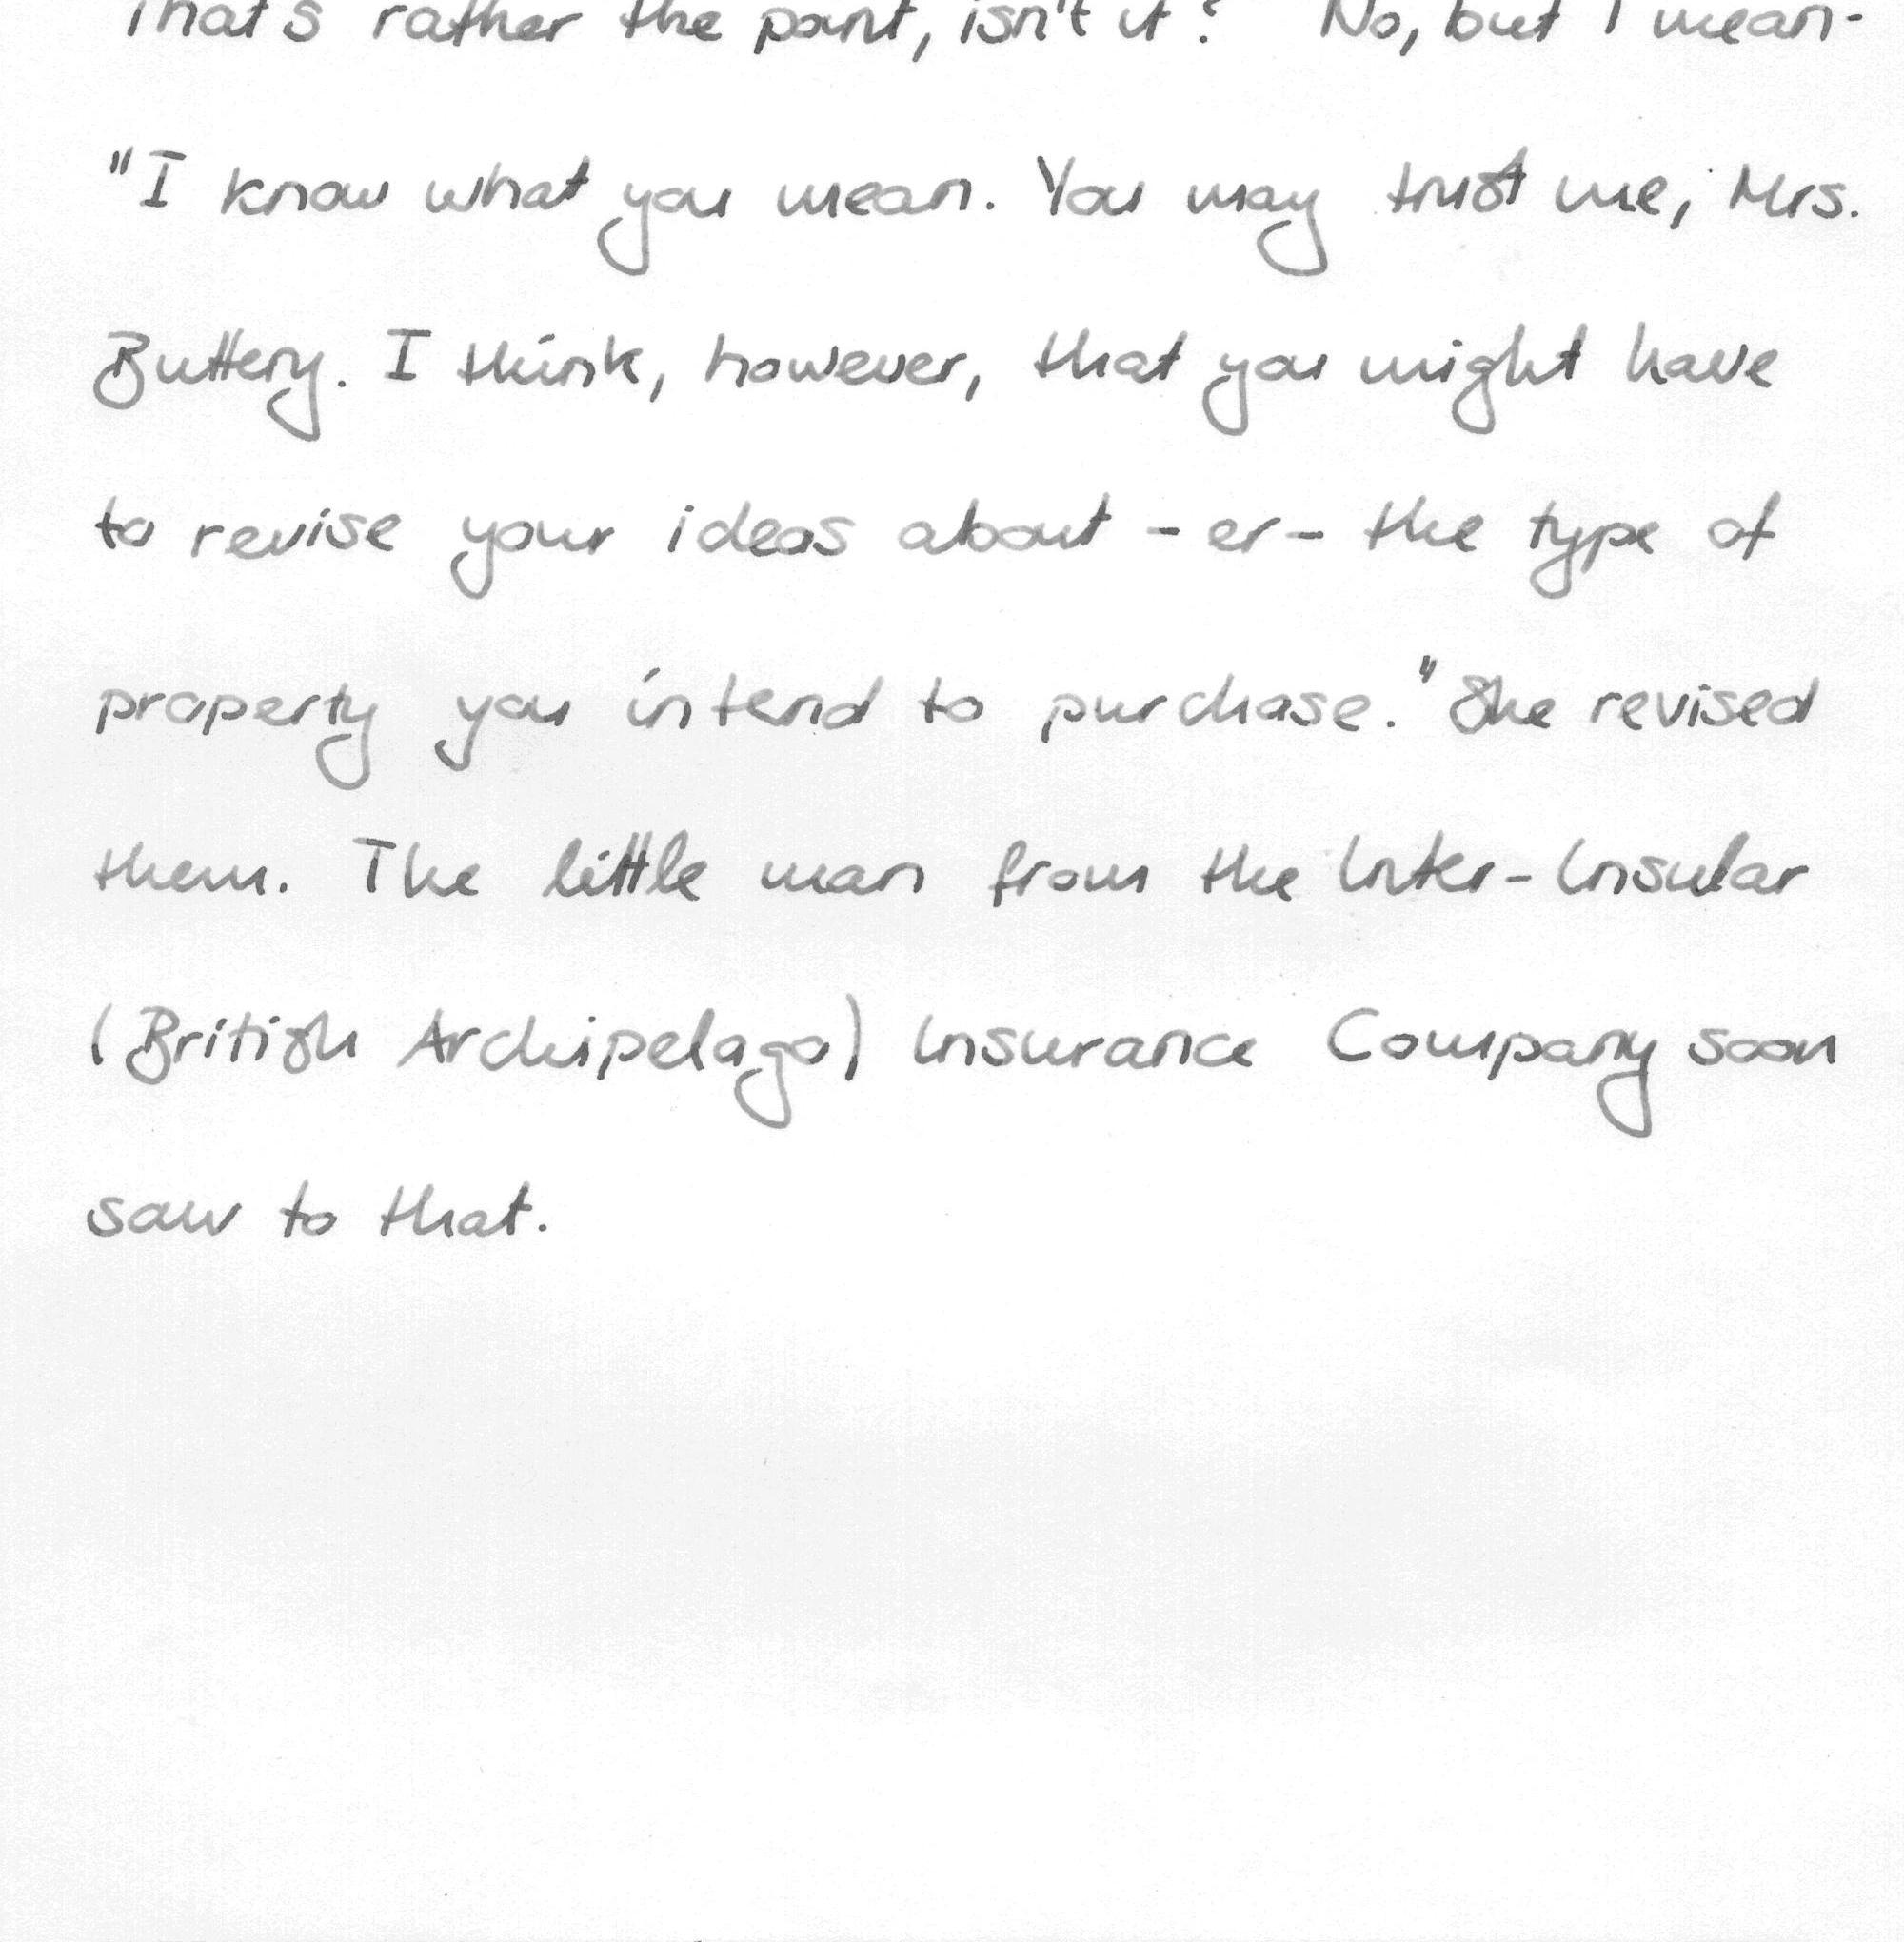 That's rather the point, isn't it? No, but I mean-
"I know what you mean. You may trust me, Mrs.
Buttery. I think, however, that you might have
to revise your ideas about - er - the type of
property you intend to purchase." She revised
them. The little man from the Inter-Insular
(British Archipelago) Insurance Company soon
saw to that.